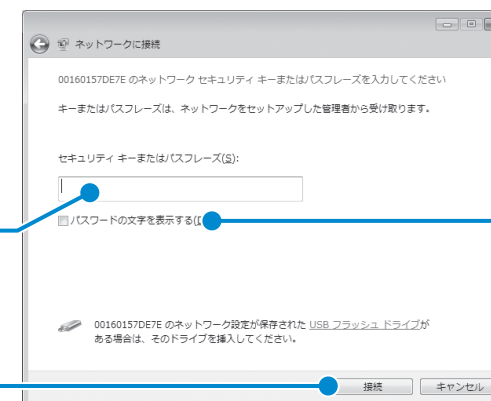 ネットワークに接続
00160157DE7E のネットワーク セキュリティ キーまたはパスフレーズを入力してください
キーまたはパスフレーズは、ネットワークをセットアップした管理者から受け取ります。
セキュリティ キーまたはパスフレーズ(S):
パスワードの文字を表示する(
00160157DE7E のネットワーク設定が保存された USB フラッシュ ドライブが
ある場合は、そのドライブを挿入してください。
接続 キャンセル